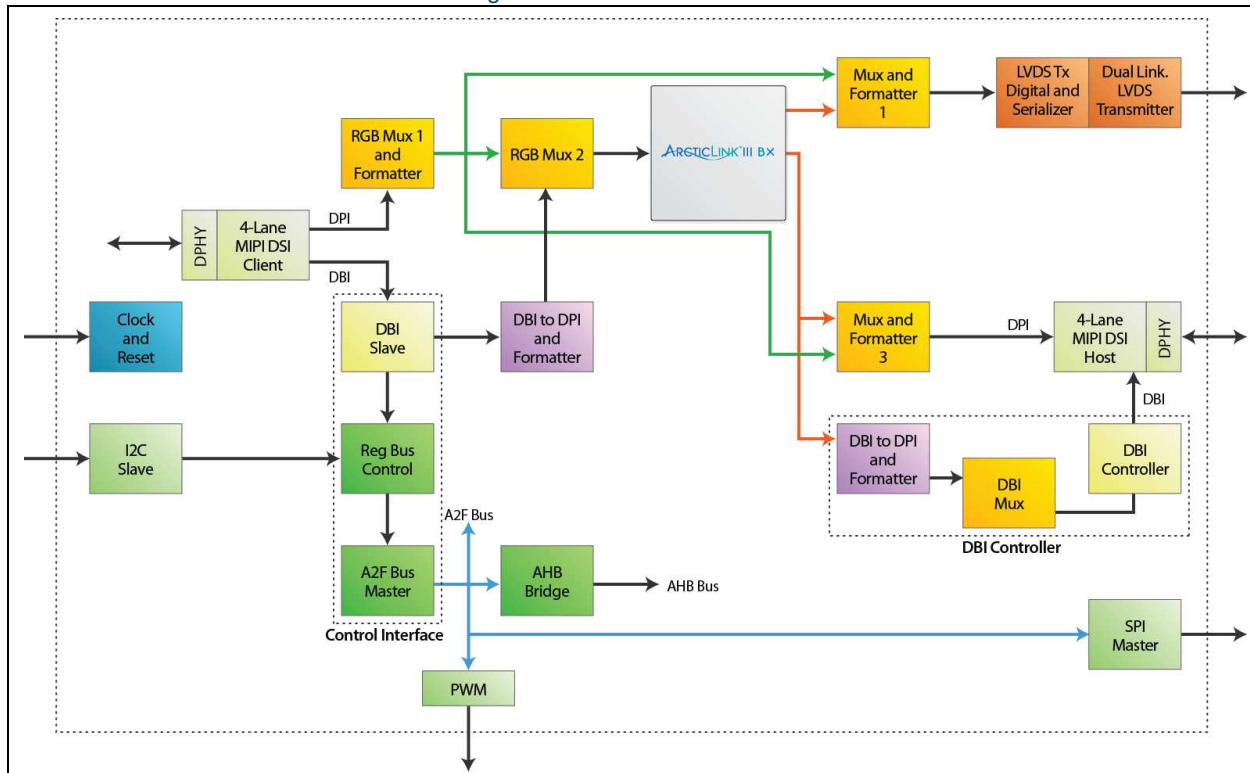 LVDS Tx
Digital and
Serializer
Dual Link.
LVDS
Transmitter
Mux and
Formatter
1
RGB Mux 1
and
Formatter
RGB Mux 2
ARCTICLINK III BX
DPHY
4-Lane
MIPI DSI
Client
DPI
DBI
Clock
and
Reset
DBI
Slave
DBI to DPI
and
Formatter
Mux and
Formatter
3
DPI
4-Lane
MIPI DSI
Host
DPHY
DBI
I2C
Slave
Reg Bus
Control
DBI to DPI
and
Formatter
DBI
Mux
DBI
Controller
DBI Controller
A2F Bus
A2F Bus
Master
AHB
Bridge
AHB Bus
Control Interface
SPI
Master
PWM